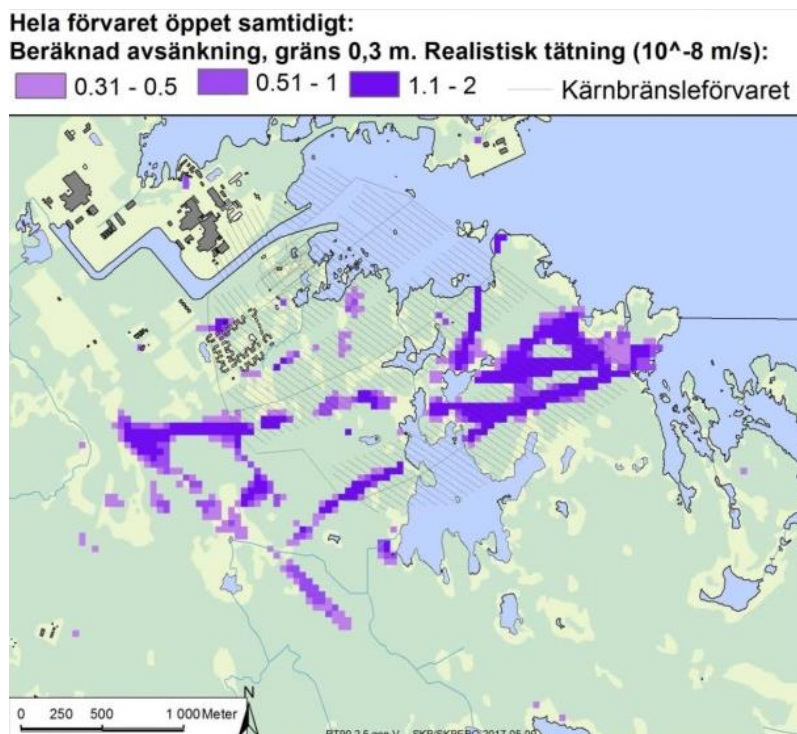 Hela förvaret öppet samtidigt:
Beräknad avsänkning, gräns 0,3 m. Realistisk tätning (10^-8 m/s):
0.31 - 0.5 0.51 - 1 1.1 - 2 Kärnbränsleförvaret
N
0 250 500 1 000 Meter